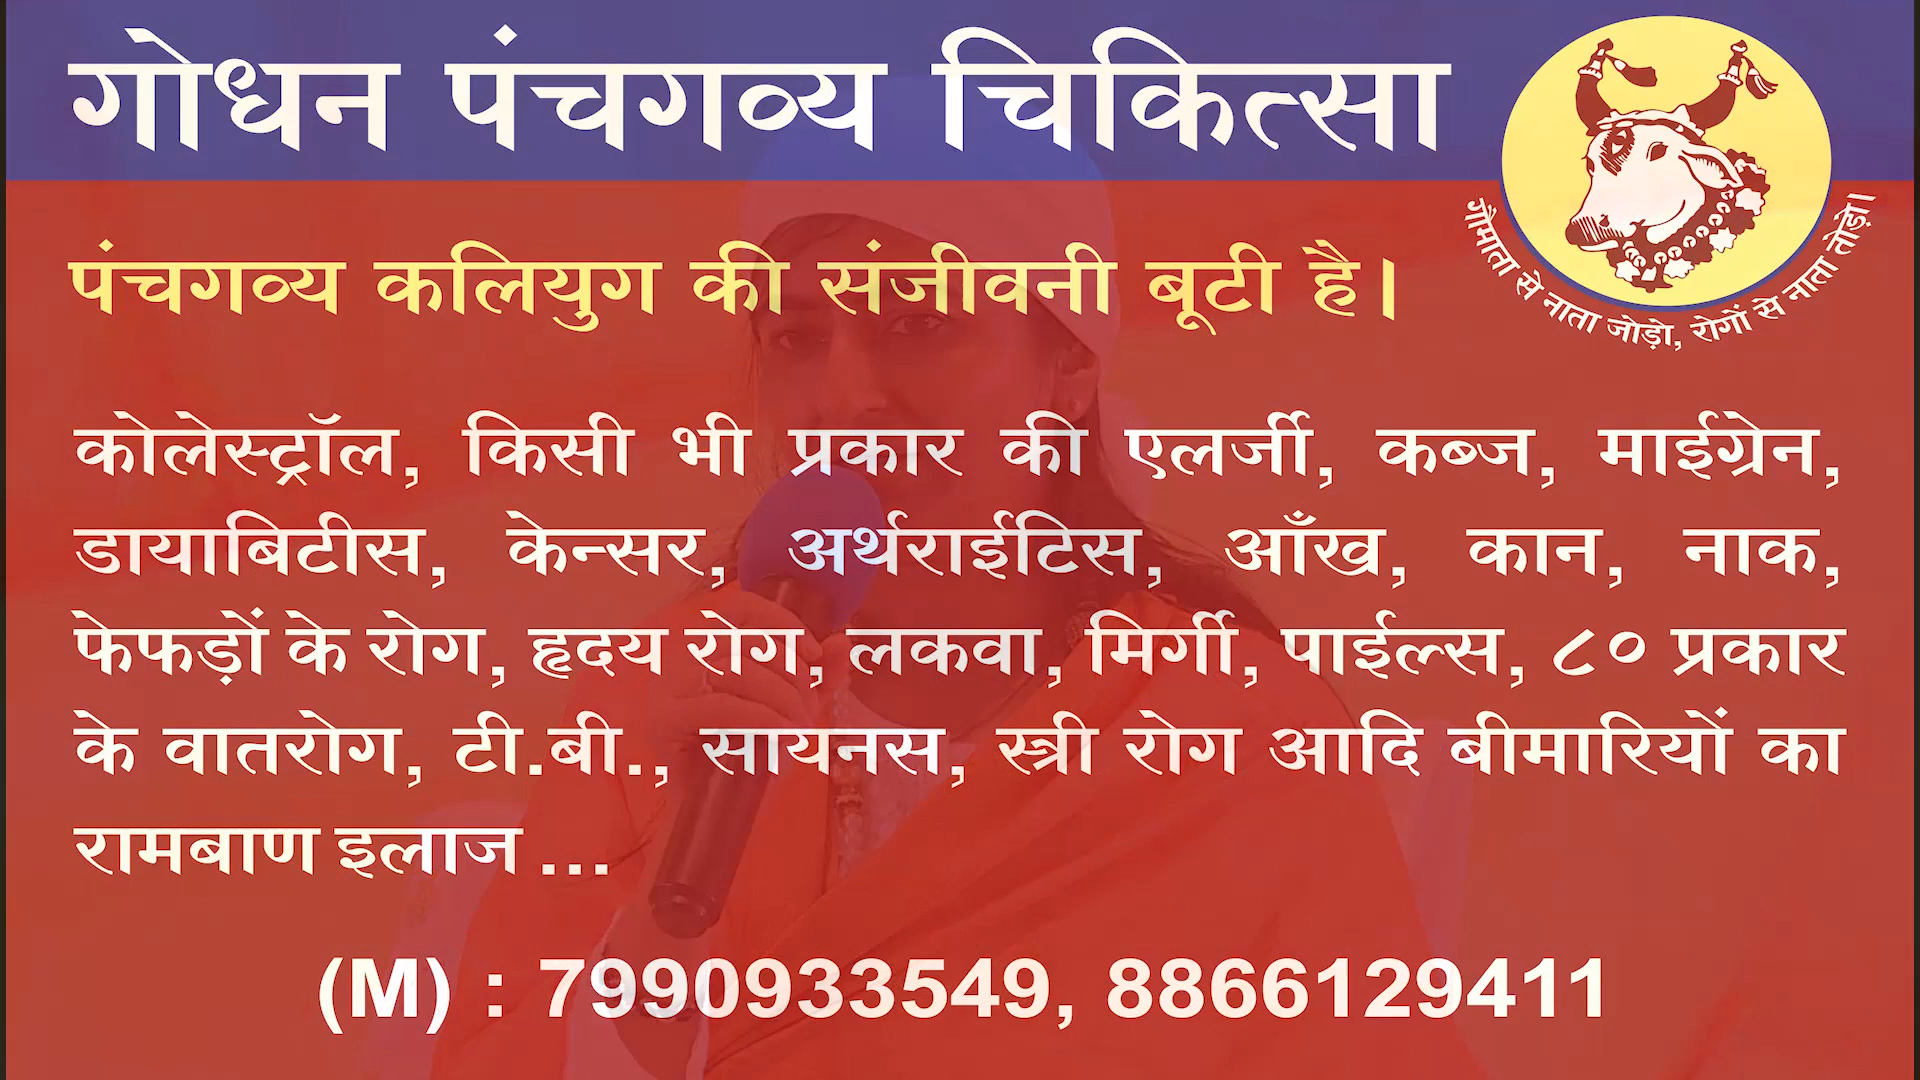 गोधन पंचगव्य चिकित्सा
पंचगव्य कलियुग की संजीवनी बूटी है।
गौमाता से नाता जोड़ो, रोगों से नाता तोड़ो।
कोलेस्ट्रॉल, किसी भी प्रकार की एलर्जी, कब्ज, माईग्रेन,
डायाबिटीस, केन्सर, अर्थराईटिस, आँख, कान, नाक,
फेफड़ों के रोग, हृदय रोग, लकवा, मिर्गी, पाईल्स, ८० प्रकार
के वातरोग, टी.बी., सायनस, स्त्री रोग आदि बीमारियों का
रामबाण इलाज ...
(M) : 7990933549, 8866129411